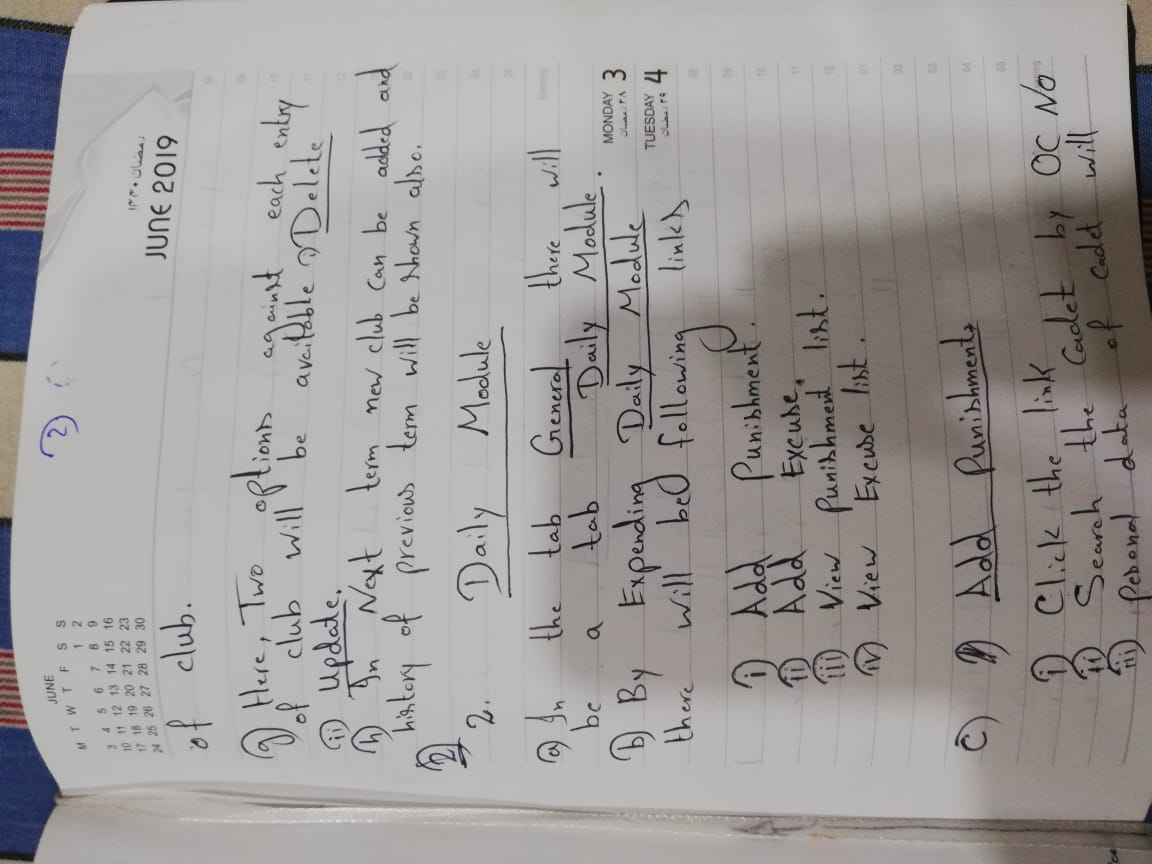 2
JUNE
M T W T F S S
1 2
3 4 5 6 7 8 9
10 11 12 13 14 15 16
17 18 19 20 21 22 23
24 25 26 27 28 29 30
رمضان ١٤٤٠
JUNE 2019
of club.
g) Here, Two options against each entry
of club will be available i) Delete
(ii) Update.
h) In Next term new club can be added and
history of previous term will be shown also.
2
2. Daily Module
a) In the tab General there will
be a tab Daily Module.
b) By Expending Daily Module
there will be following links
MONDAY 3
٢٨ رمضان
TUESDAY 4
٢٩ رمضان
i) Add Punishment.
ii) Add Excuse.
iii) View Punishment list.
iv) View Excuse list.
c) Add Punishment
i) Click the link
ii) Search the Cadet by OC No
iii) Pesonal data of cadet will